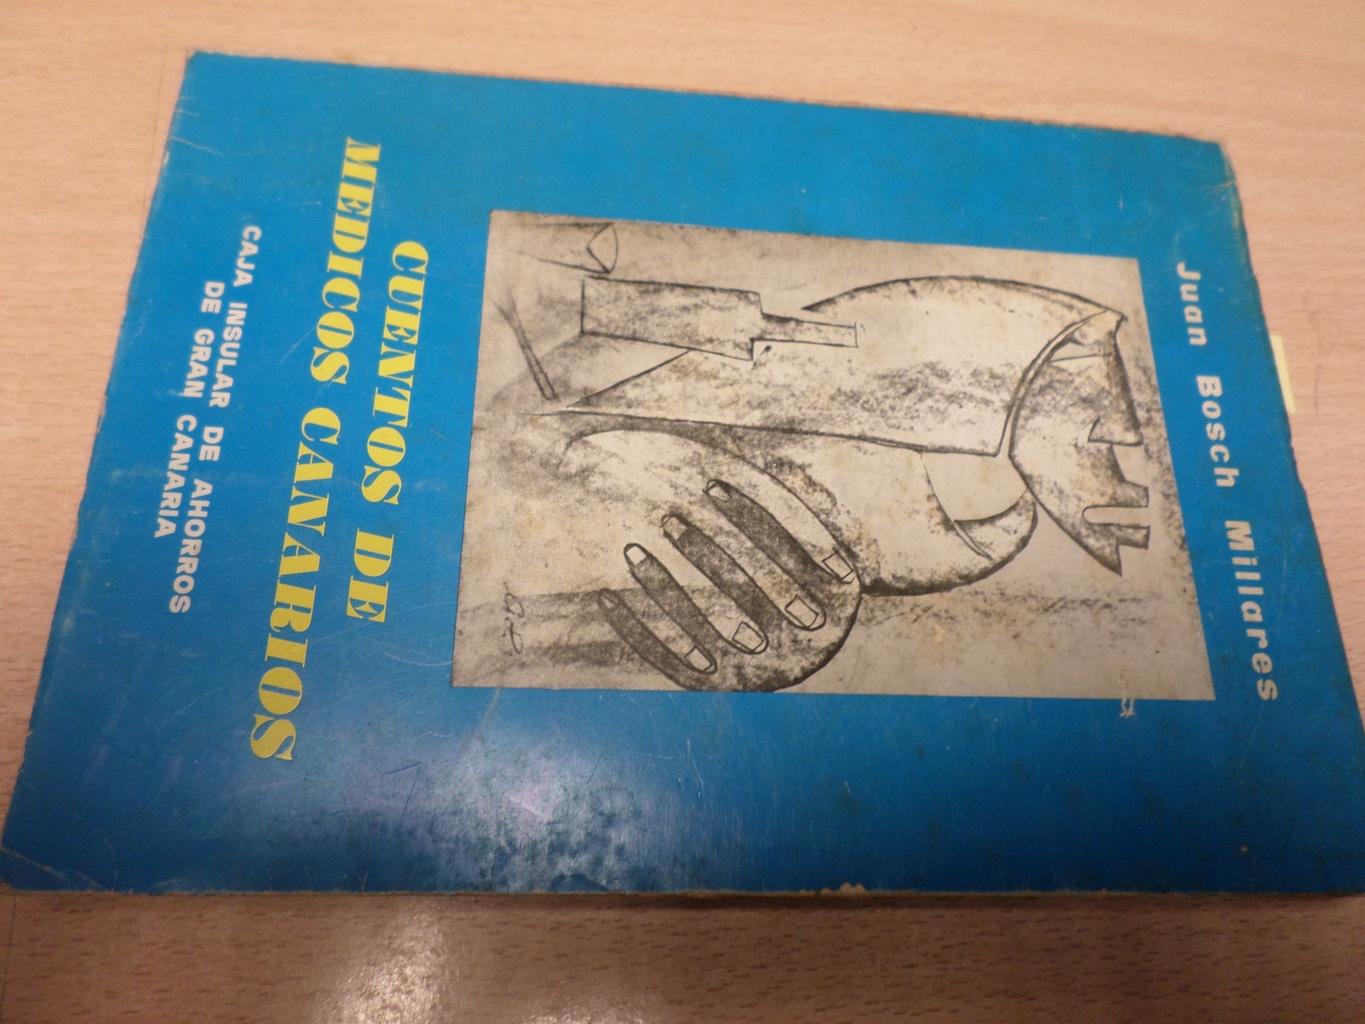 Juan Bosch Millares
CUENTOS DE
MEDICOS CANARIOS
CAJA INSULAR DE AHORROS
DE GRAN CANARIA